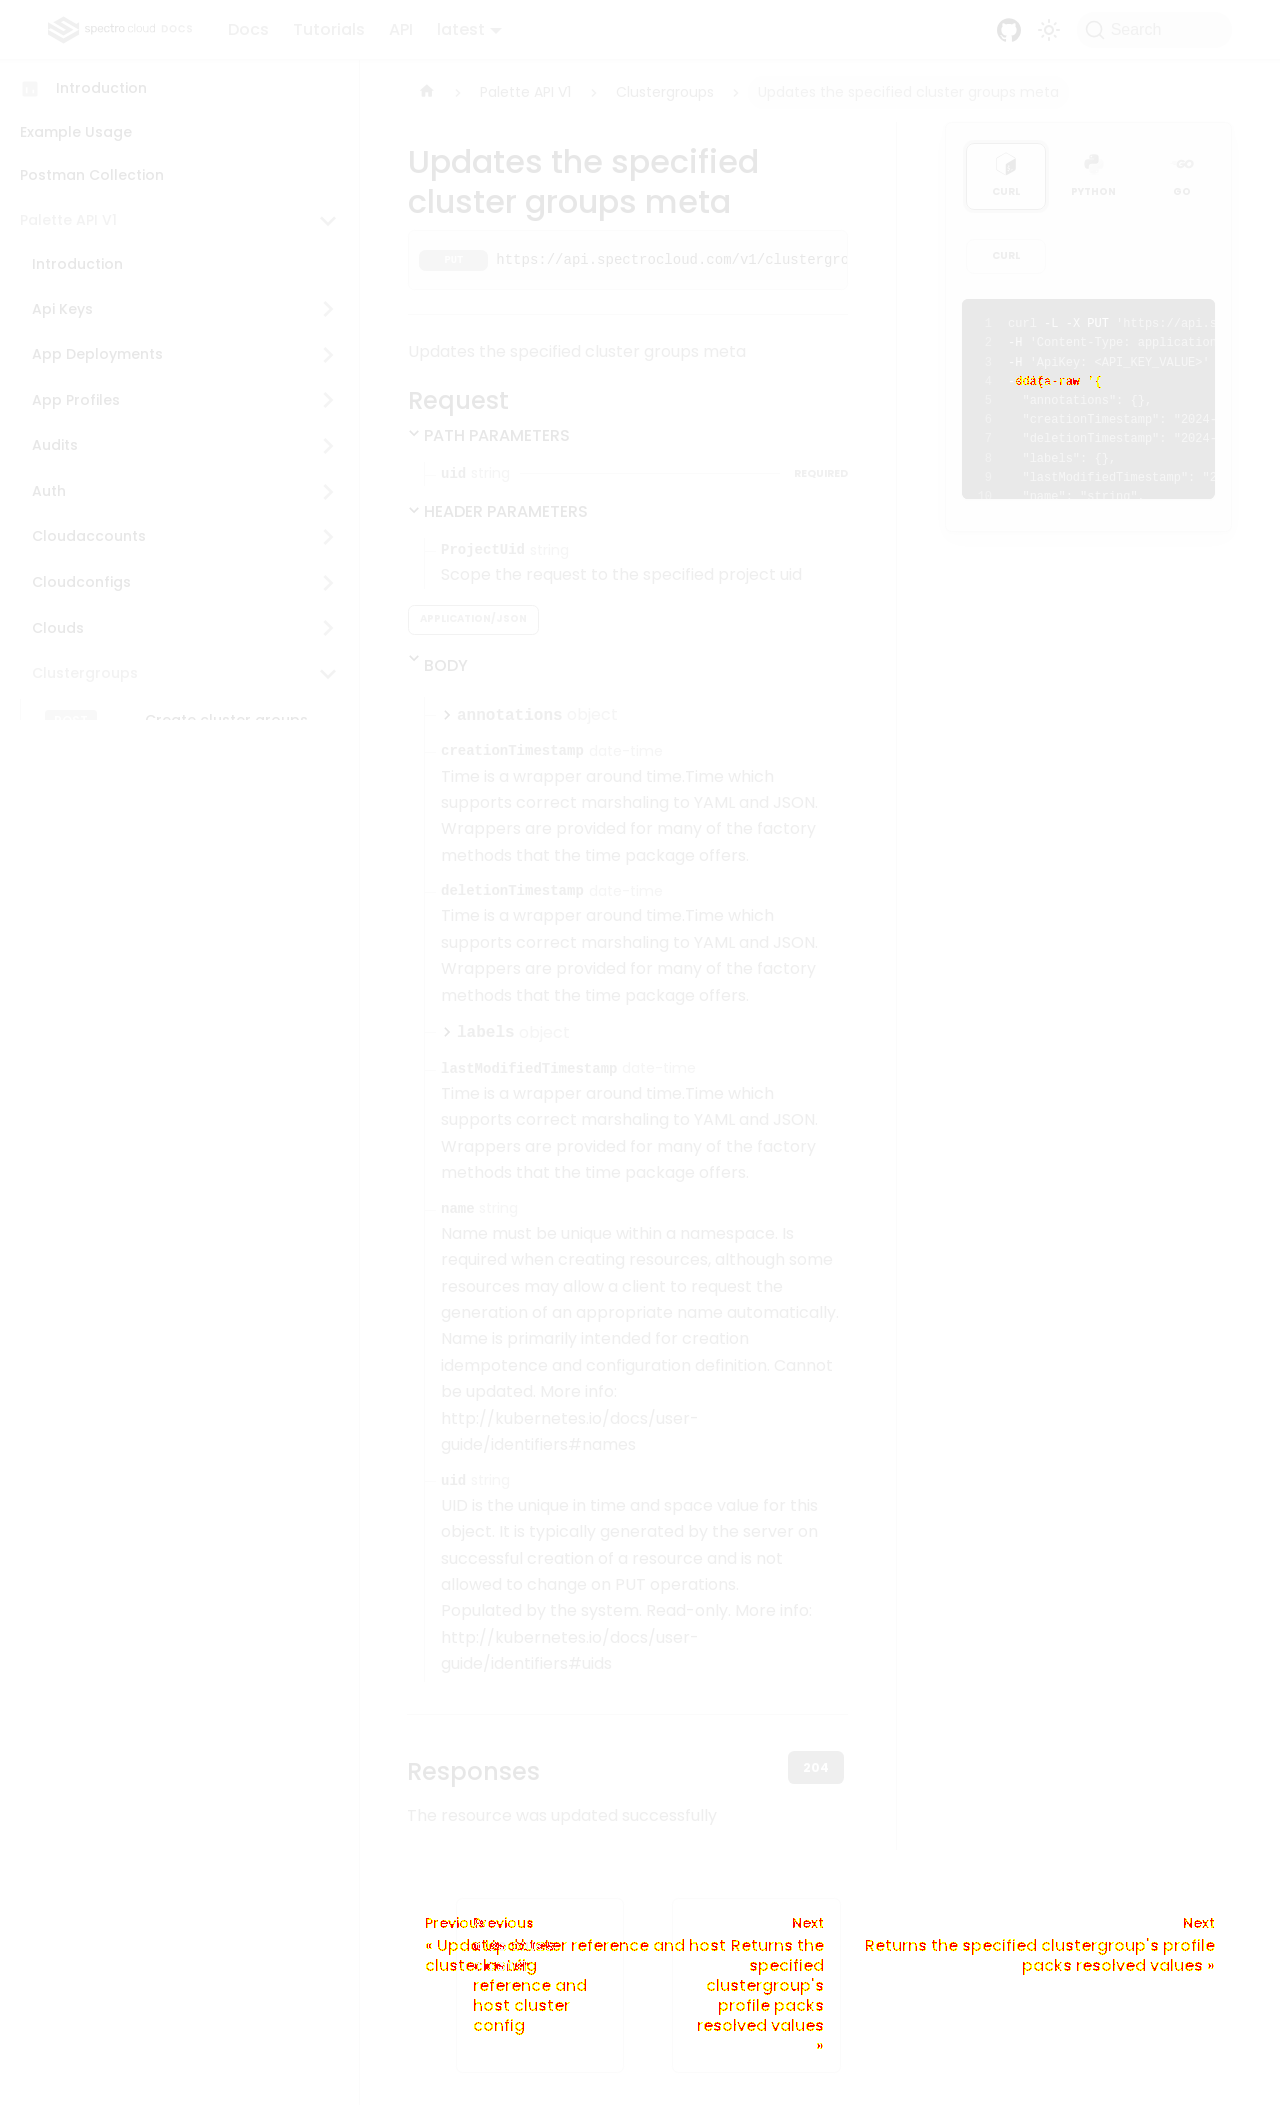 spectro cloud DOCS
Docs
Tutorials
API
latest
Search
Introduction
Example Usage
Postman Collection
Palette API V1
Introduction
Api Keys
App Deployments
App Profiles
Audits
Auth
Cloudaccounts
Cloudconfigs
Clouds
Clustergroups
Create cluster groups
Palette API V1 › Clustergroups › Updates the specified cluster groups meta
Updates the specified
cluster groups meta
PUT https://api.spectrocloud.com/v1/clustergro
Updates the specified cluster groups meta
Request
PATH PARAMETERS
uid string REQUIRED
HEADER PARAMETERS
ProjectUid string
Scope the request to the specified project uid
APPLICATION/JSON
BODY
annotations object
creationTimestamp date-time
Time is a wrapper around time.Time which
supports correct marshaling to YAML and JSON.
Wrappers are provided for many of the factory
methods that the time package offers.
deletionTimestamp date-time
Time is a wrapper around time.Time which
supports correct marshaling to YAML and JSON.
Wrappers are provided for many of the factory
methods that the time package offers.
labels object
lastModifiedTimestamp date-time
Time is a wrapper around time.Time which
supports correct marshaling to YAML and JSON.
Wrappers are provided for many of the factory
methods that the time package offers.
name string
Name must be unique within a namespace. Is
required when creating resources, although some
resources may allow a client to request the
generation of an appropriate name automatically.
Name is primarily intended for creation
idempotence and configuration definition. Cannot
be updated. More info:
http://kubernetes.io/docs/user-
guide/identifiers#names
uid string
UID is the unique in time and space value for this
object. It is typically generated by the server on
successful creation of a resource and is not
allowed to change on PUT operations.
Populated by the system. Read-only. More info:
http://kubernetes.io/docs/user-
guide/identifiers#uids
Responses
204
The resource was updated successfully
CURL
PYTHON
GO
CURL
1 curl -L -X PUT 'https://api.s
2 -H 'Content-Type: application
3 -H 'ApiKey: <API_KEY_VALUE>'
4
5 "annotations": {},
6 "creationTimestamp": "2024-
7 "deletionTimestamp": "2024-
8 "labels": {},
9 "lastModifiedTimestamp": "2
10 "name": "string"
Previous
Previous
reference and host
reference and
host cluster
config
Next
Returns the
specified
clustergroup's
profile packs
resolved values
»
Next
Returns the specified clustergroup's profile
packs resolved values »